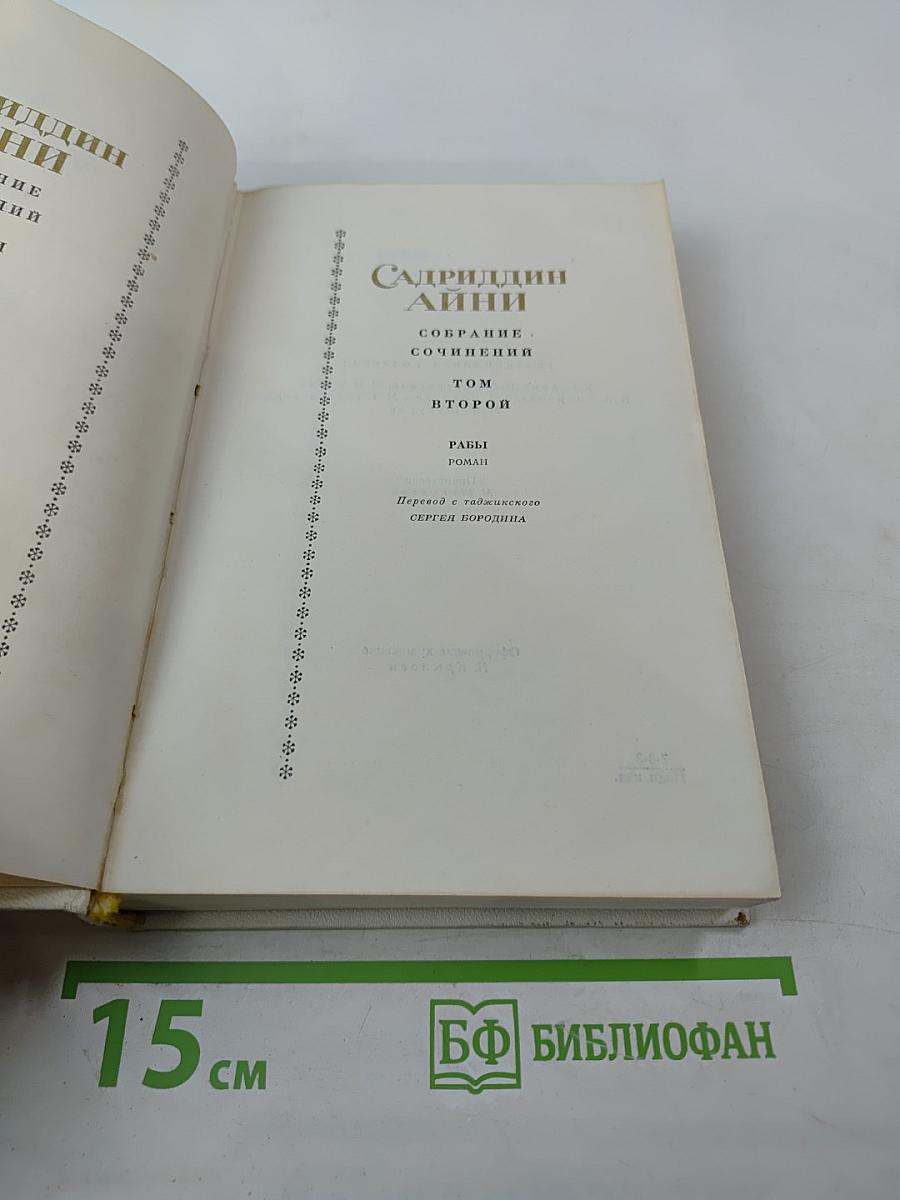 САДРИДДИН
АЙНИ
СОБРАНИЕ
СОЧИНЕНИЙ
ТОМ
ВТОРОЙ
РАБЫ
РОМАН
Перевод с таджикского
СЕРГЕЯ БОРОДИНА
15 см
БФ БИБЛИОФАН